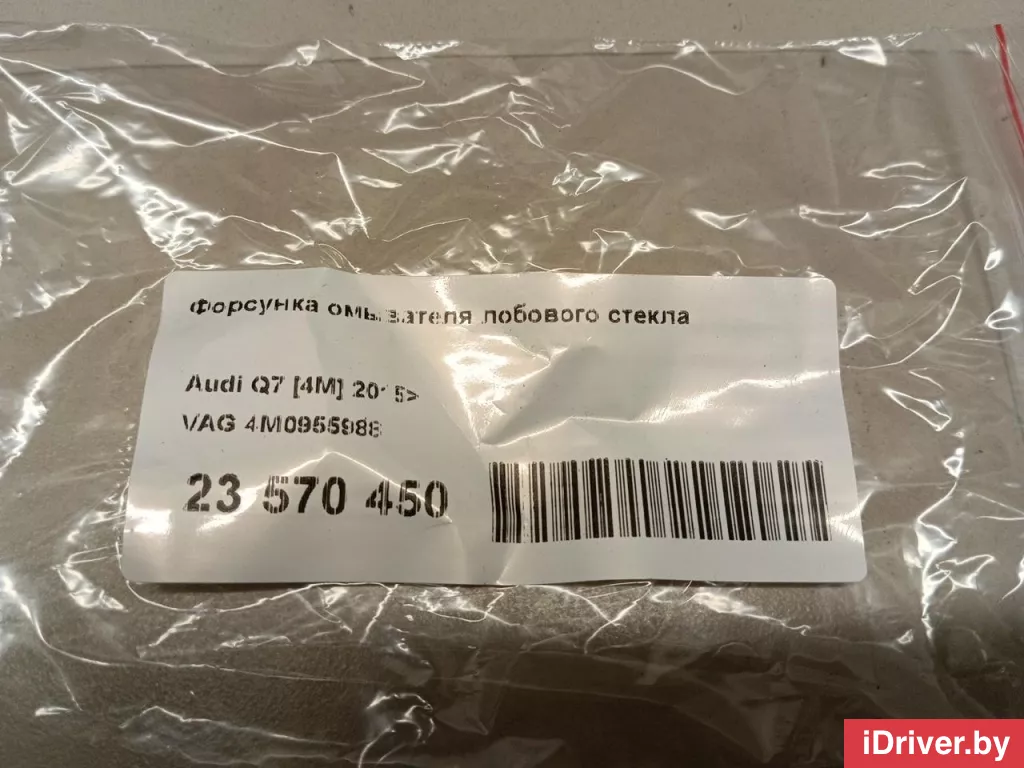 форсунка омывателя лобового стекла
Audi Q7 [4M] 2015>
VAG 4M0955988
23 570 450
iDriver.by